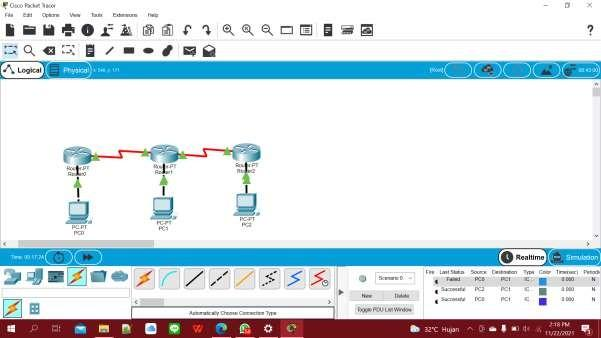 Cisco Packet Tracer
File Edit Options View Tools Extensions Help
Logical
Physical x: 546, y: 171
[Root]
00:43:00
Router-PT
Router0
Router-PT
Router1
Router-PT
Router2
PC-PT
PC0
PC-PT
PC1
PC-PT
PC2
Time: 00:17:24
Realtime
Simulation
Scenario 0
New
Delete
Toggle PDU List Window
Automatically Choose Connection Type
Fire Last Status Source Destination Type Color Time(sec) Periodic
Failed PC0 PC1 IC 0.000 N
Successful PC2 PC1 IC 0.000 N
Successful PC0 PC1 IC 0.000 N
32°C Hujan
2:18 PM
11/22/2021